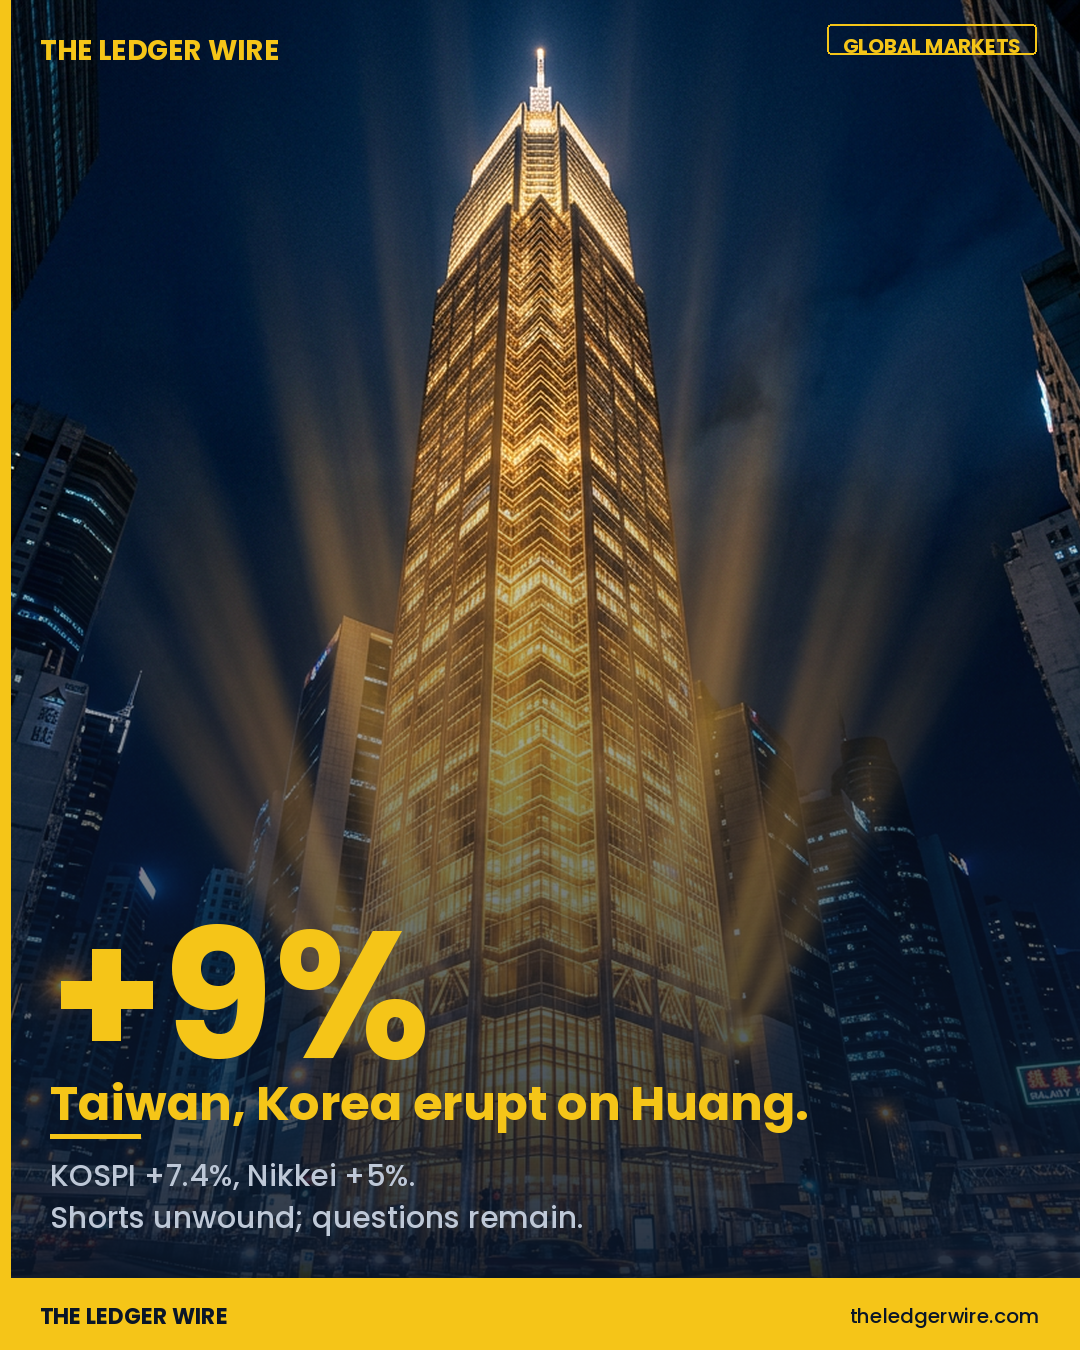 THE LEDGER WIRE
GLOBAL MARKETS
+9%
Taiwan, Korea erupt on Huang.
KOSPI +7.4%, Nikkei +5%.
Shorts unwound; questions remain.
THE LEDGER WIRE
theledgerwire.com